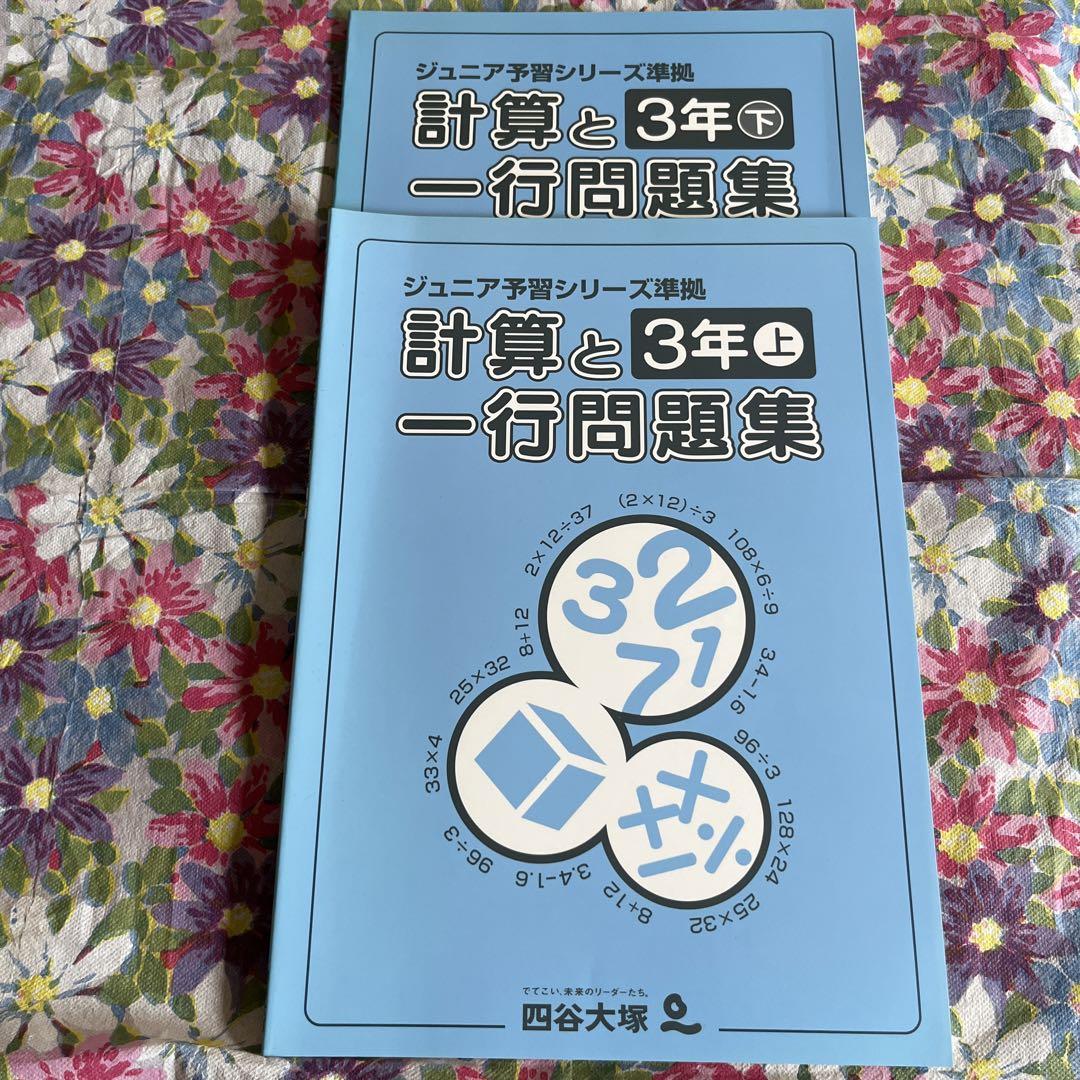 ジュニア予習シリーズ準拠
計算と 3年下
一行問題集
ジュニア予習シリーズ準拠
計算と 3年上
一行問題集
(2×12)÷3
2×12÷37
108×6÷9
8+12
3.4−1.6
25×32
96÷3
33×4
128×24
96÷3
3.4−1.6
8+12
25×32
3 2
7 1
× + ÷ + −
でてこい、未来のリーダーたち。
四谷大塚